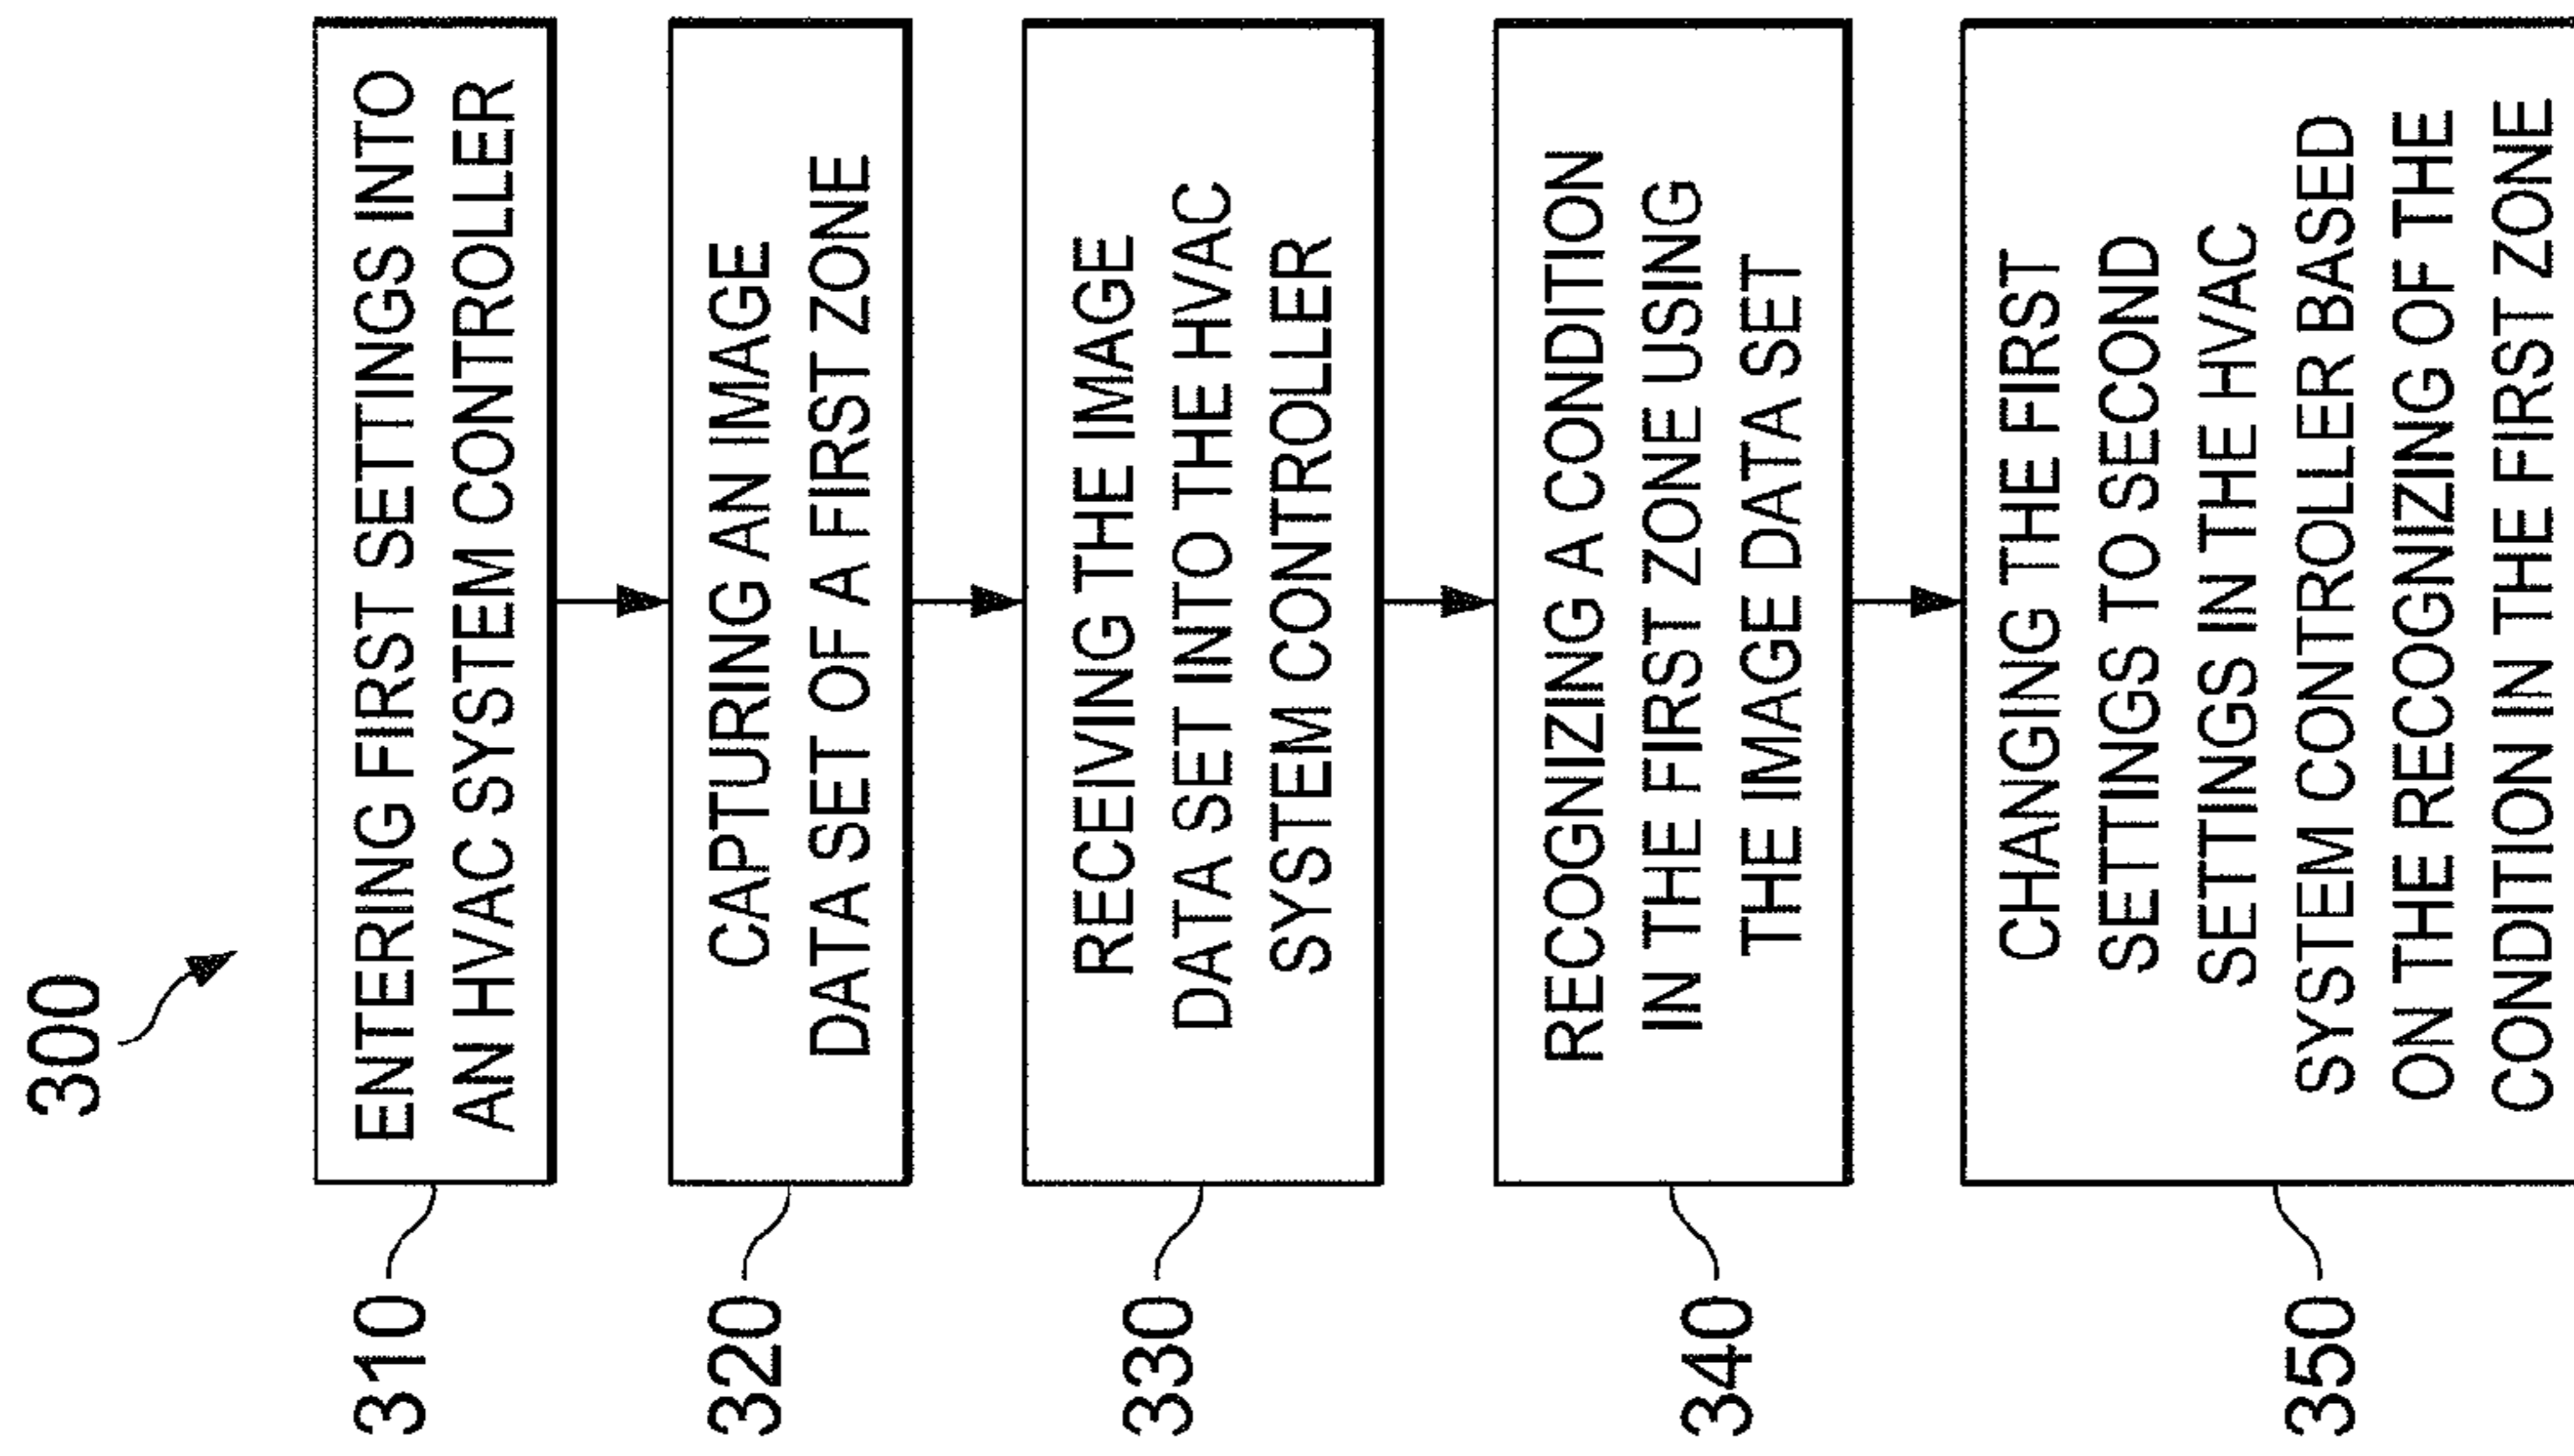 300
310
ENTERING FIRST SETTINGS INTO
AN HVAC SYSTEM CONTROLLER
320
CAPTURING AN IMAGE
DATA SET OF A FIRST ZONE
330
RECEIVING THE IMAGE
DATA SET INTO THE HVAC
SYSTEM CONTROLLER
340
RECOGNIZING A CONDITION
IN THE FIRST ZONE USING
THE IMAGE DATA SET
350
CHANGING THE FIRST
SETTINGS TO SECOND
SETTINGS IN THE HVAC
SYSTEM CONTROLLER BASED
ON THE RECOGNIZING OF THE
CONDITION IN THE FIRST ZONE